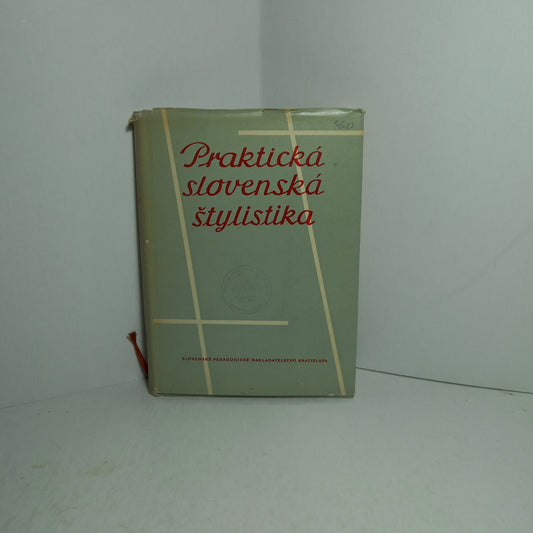 Praktická
slovenská
štylistika
SLOVENSKÉ PEDAGOGICKÉ NAKLADATEĽSTVO BRATISLAVA